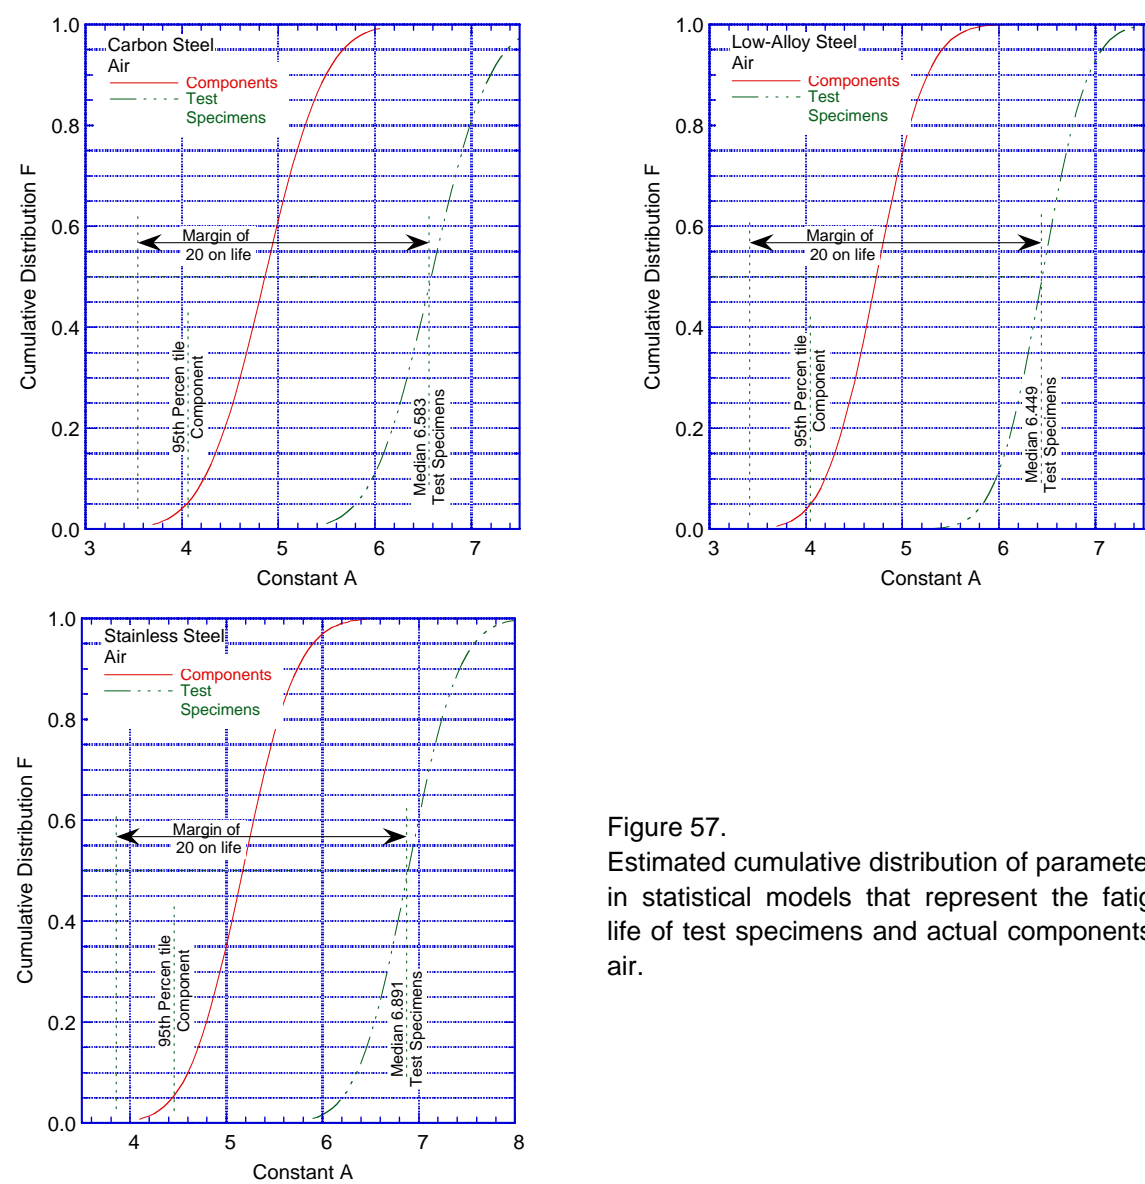 1.0
0.8
0.6
0.4
0.2
0.0
Cumulative Distribution F
Carbon Steel
Air
Components
Test
Specimens
Margin of
20 on life
95th Percen tile
Component
Median 6.583
Test Specimens
3 4 5 6 7
Constant A
1.0
0.8
0.6
0.4
0.2
0.0
Cumulative Distribution F
Low-Alloy Steel
Air
Components
Test
Specimens
Margin of
20 on life
95th Percen tile
Component
Median 6.449
Test Specimens
3 4 5 6 7
Constant A
1.0
0.8
0.6
0.4
0.2
0.0
Cumulative Distribution F
Stainless Steel
Air
Components
Test
Specimens
Margin of
20 on life
95th Percen tile
Component
Median 6.891
Test Specimens
4 5 6 7 8
Constant A
Figure 57.
Estimated cumulative distribution of paramete
in statistical models that represent the fatig
life of test specimens and actual components
air.